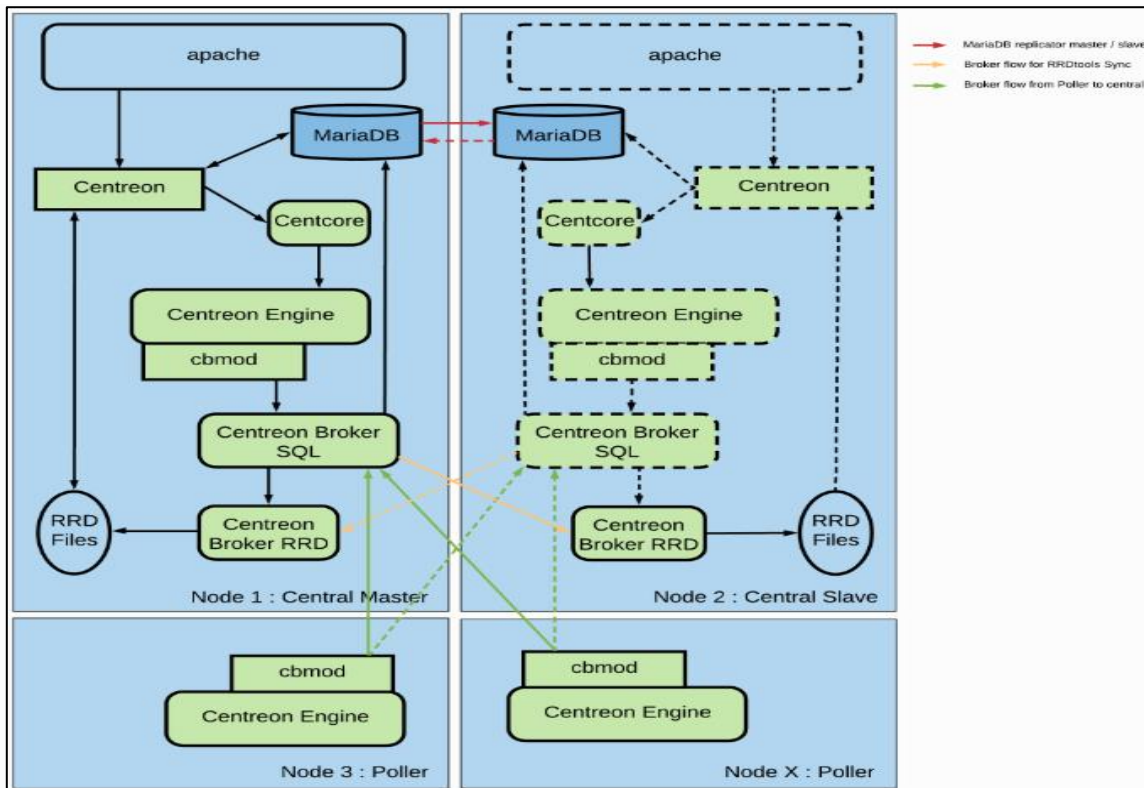 apache
MariaDB
Centreon
Centcore
Centreon Engine
cbmod
Centreon Broker
SQL
RRD
Files
Centreon
Broker RRD
Node 1 : Central Master
apache
MariaDB
Centreon
Centcore
Centreon Engine
cbmod
Centreon Broker
SQL
Centreon
Broker RRD
RRD
Files
Node 2 : Central Slave
MariaDB replicator master / slave
Broker flow for RRDtools Sync
Broker flow from Poller to central
cbmod
Centreon Engine
Node 3 : Poller
cbmod
Centreon Engine
Node X : Poller